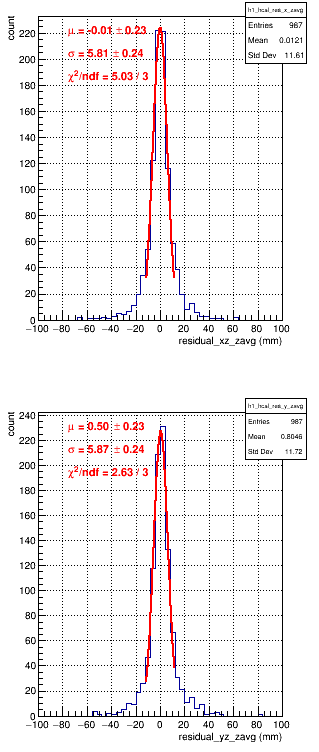 h1_hcal_res_x_zavg
Entries 987
Mean 0.0121
Std Dev 11.61
μ = -0.01 ± 0.23
σ = 5.81 ± 0.24
χ²/ndf = 5.03 / 3
count
220
200
180
160
140
120
100
80
60
40
20
0
−100 −80 −60 −40 −20 0 20 40 60 80 100
residual_xz_zavg (mm)
h1_hcal_res_y_zavg
Entries 987
Mean 0.8046
Std Dev 11.72
μ = 0.50 ± 0.23
σ = 5.87 ± 0.24
χ²/ndf = 2.63 / 3
count
240
220
200
180
160
140
120
100
80
60
40
20
0
−100 −80 −60 −40 −20 0 20 40 60 80 100
residual_yz_zavg (mm)